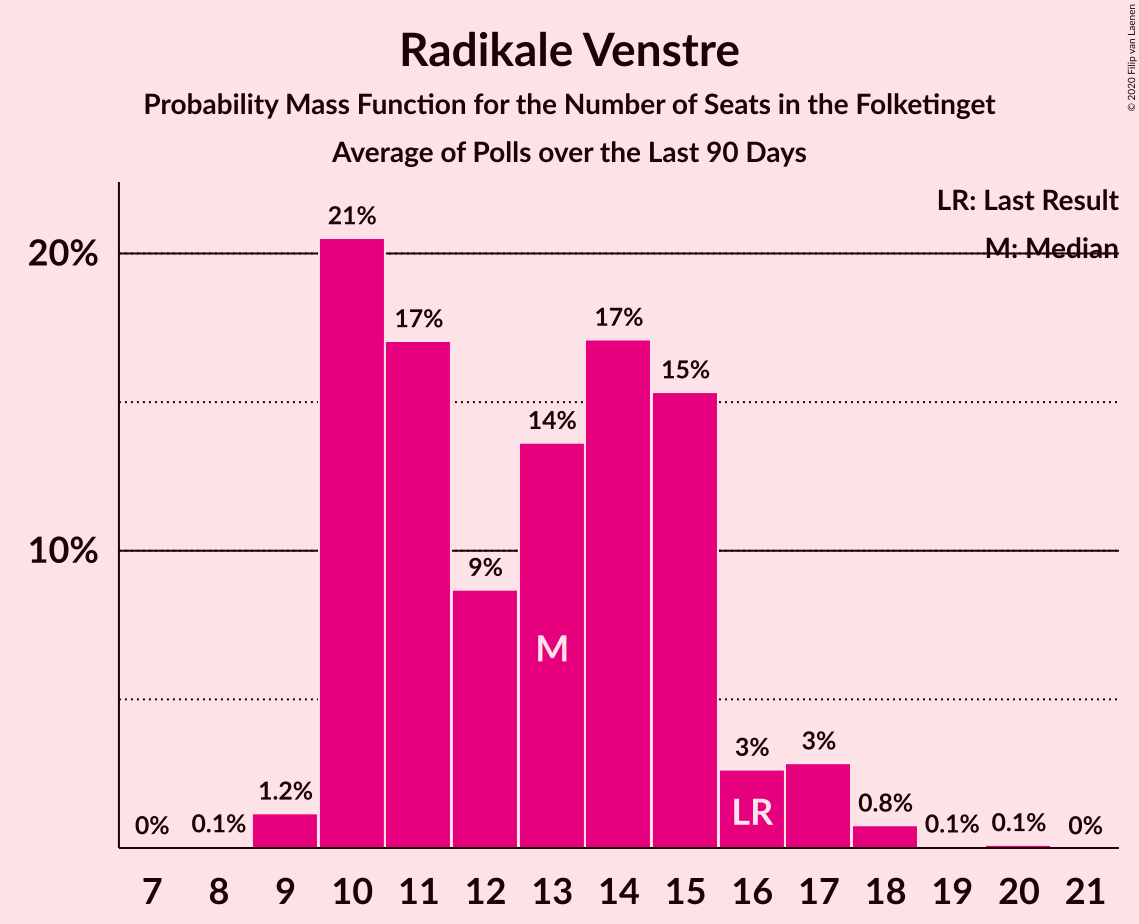 Radikale Venstre
Probability Mass Function for the Number of Seats in the Folketinget
Average of Polls over the Last 90 Days
© 2020 Filip van Laenen
LR: Last Result
M: Median
20%
10%
0%
0.1%
1.2%
21%
17%
9%
14%
17%
15%
3%
3%
0.8%
0.1%
0.1%
0%
M
LR
7 8 9 10 11 12 13 14 15 16 17 18 19 20 21